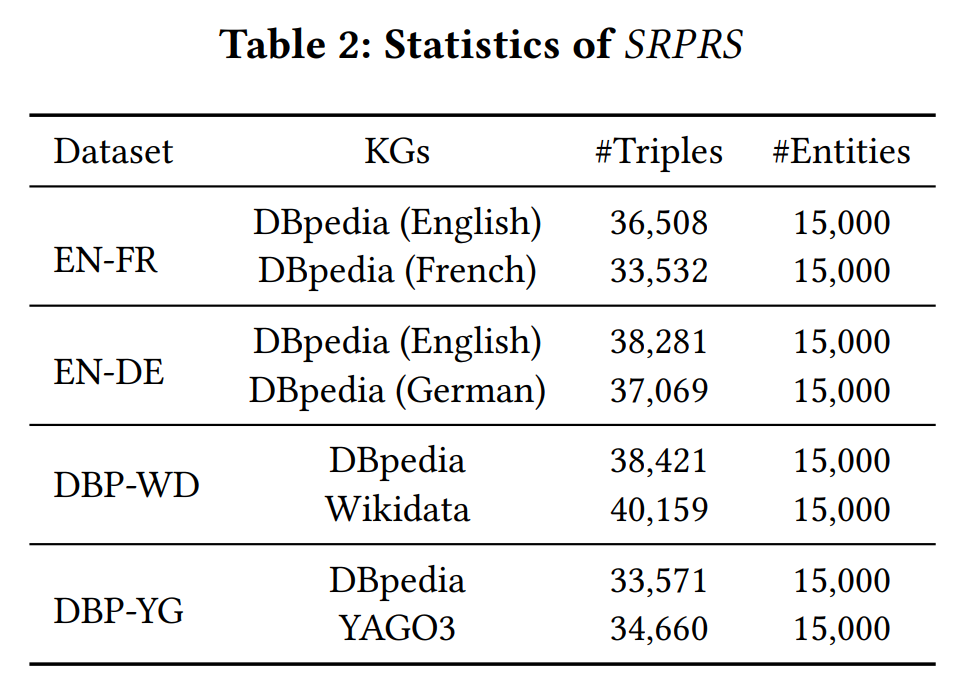 Table 2: Statistics of SRPRS
Dataset KGs #Triples #Entities
EN-FR
DBpedia (English) 36,508 15,000
DBpedia (French) 33,532 15,000
EN-DE
DBpedia (English) 38,281 15,000
DBpedia (German) 37,069 15,000
DBP-WD
DBpedia 38,421 15,000
Wikidata 40,159 15,000
DBP-YG
DBpedia 33,571 15,000
YAGO3 34,660 15,000